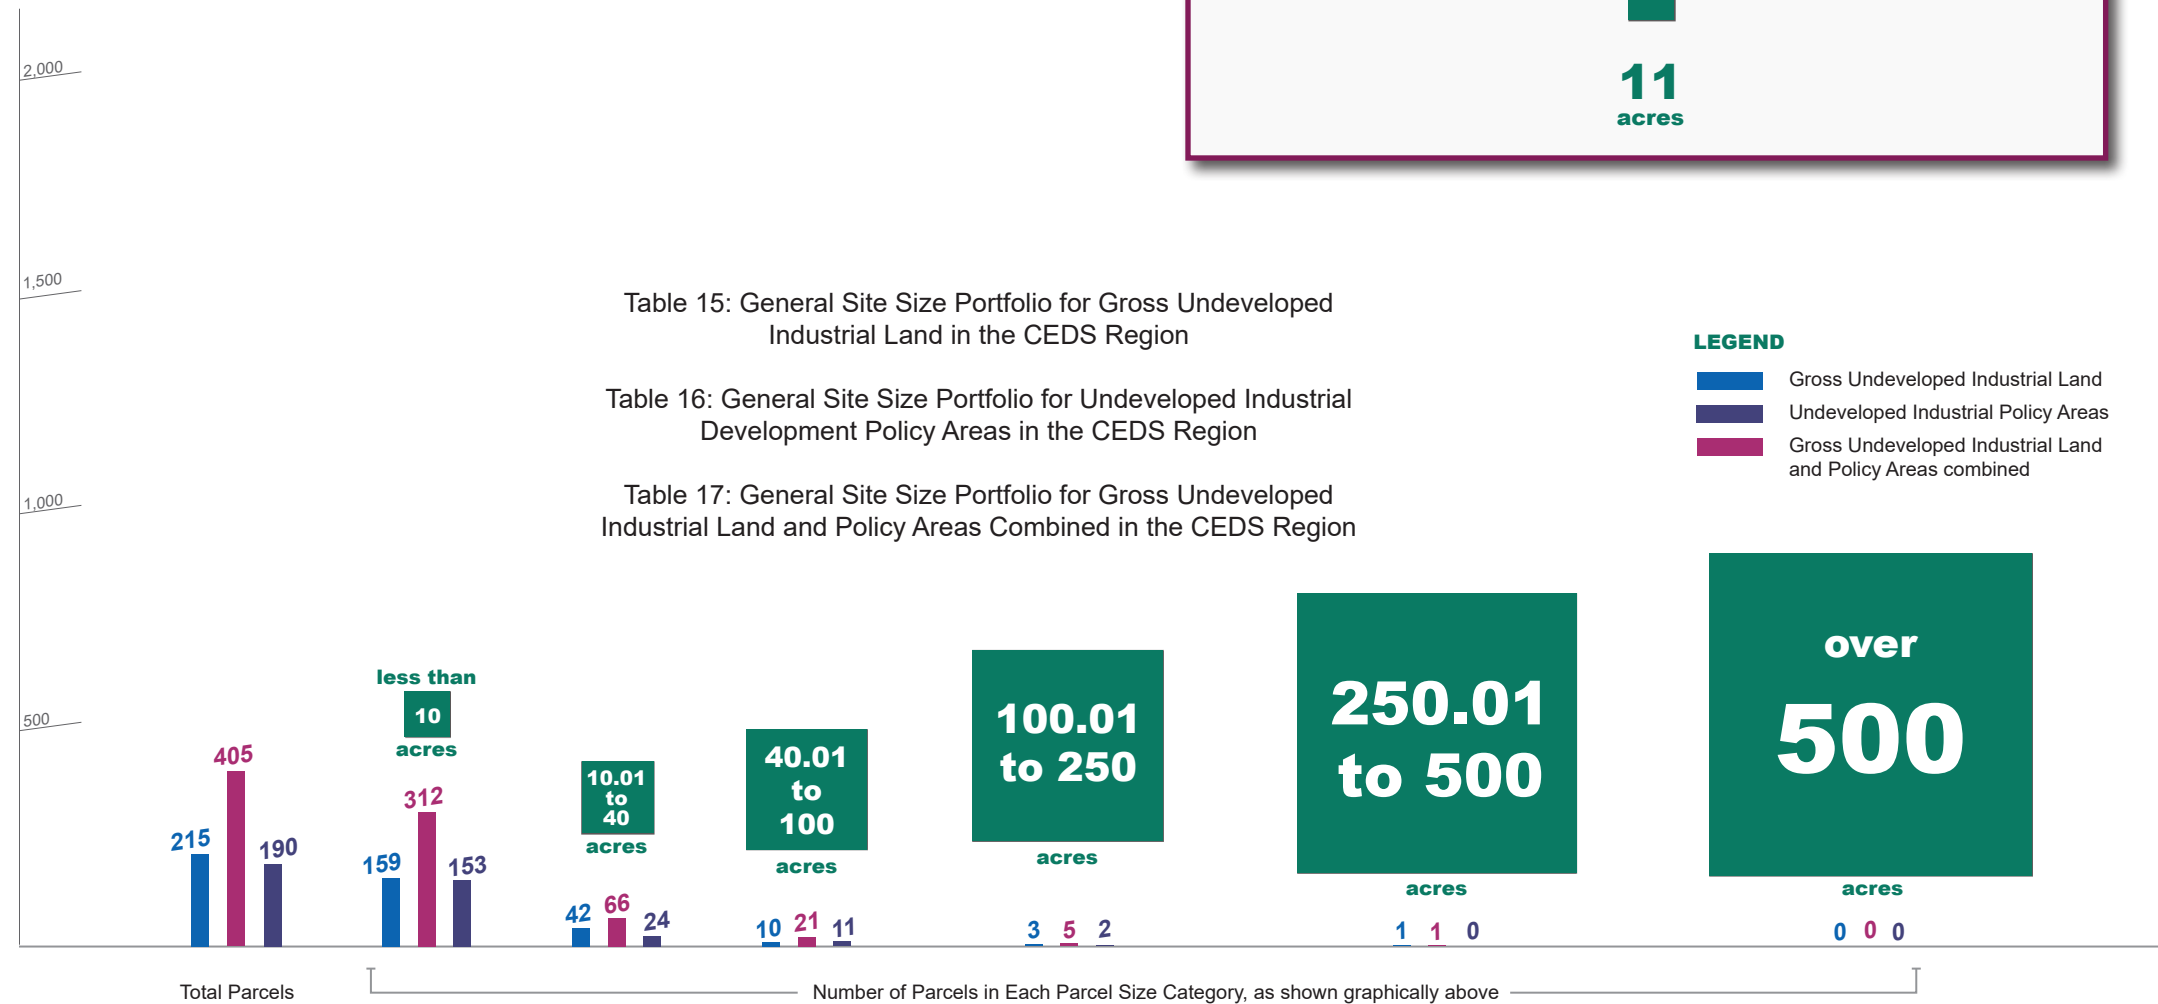 2,000
11
acres
1,500
Table 15: General Site Size Portfolio for Gross Undeveloped
Industrial Land in the CEDS Region
Table 16: General Site Size Portfolio for Undeveloped Industrial
Development Policy Areas in the CEDS Region
Table 17: General Site Size Portfolio for Gross Undeveloped
Industrial Land and Policy Areas Combined in the CEDS Region
LEGEND
Gross Undeveloped Industrial Land
Undeveloped Industrial Policy Areas
Gross Undeveloped Industrial Land
and Policy Areas combined
1,000
500
215
405
190
less than
10
acres
159
312
153
10.01
to
40
acres
42
66
24
40.01
to
100
acres
10
21
11
100.01
to 250
acres
3
5
2
250.01
to 500
acres
1
1
0
over
500
acres
0
0
0
Total Parcels
Number of Parcels in Each Parcel Size Category, as shown graphically above